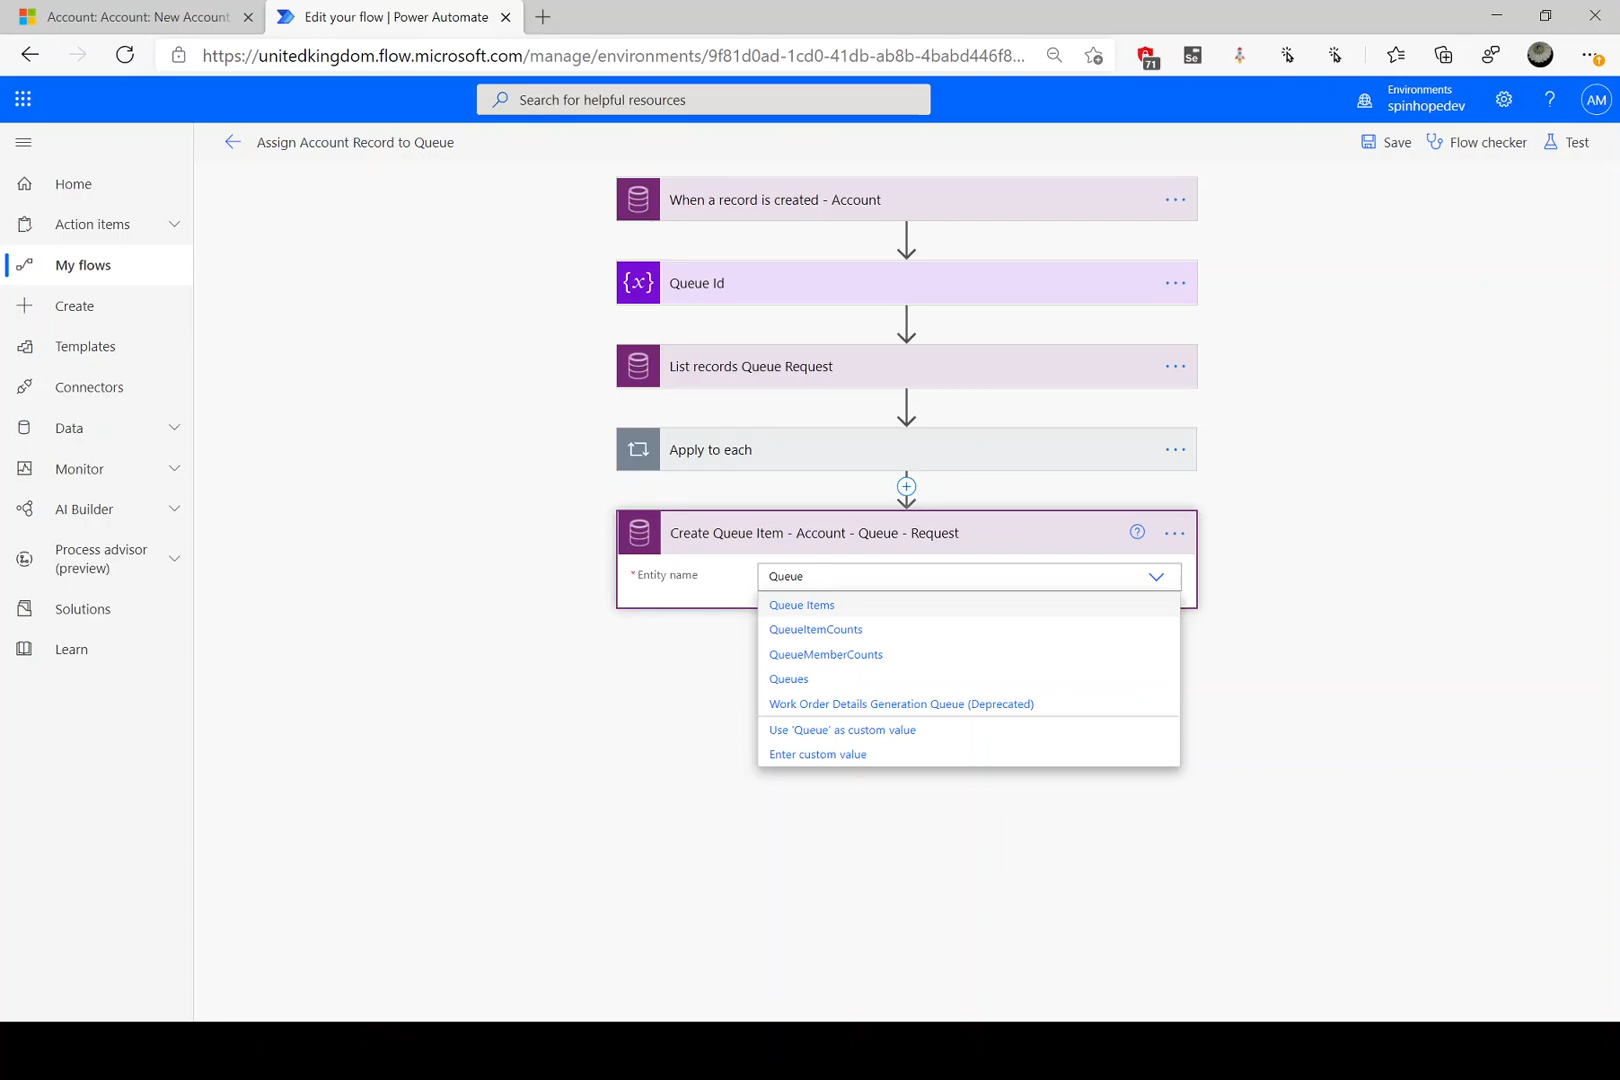 Account: Account: New Account
Edit your flow | Power Automate
https://unitedkingdom.flow.microsoft.com/manage/environments/9f81d0ad-1cd0-41db-ab8b-4babd446f8...
71
Se
Search for helpful resources
Environments
spinhopedev
?
AM
Assign Account Record to Queue
Save
Flow checker
Test
Home
Action items
My flows
Create
Templates
Connectors
Data
Monitor
AI Builder
Process advisor
(preview)
Solutions
Learn
When a record is created - Account
{x}
Queue Id
List records Queue Request
Apply to each
Create Queue Item - Account - Queue - Request
?
* Entity name
Queue
Queue Items
QueueItemCounts
QueueMemberCounts
Queues
Work Order Details Generation Queue (Deprecated)
Use 'Queue' as custom value
Enter custom value